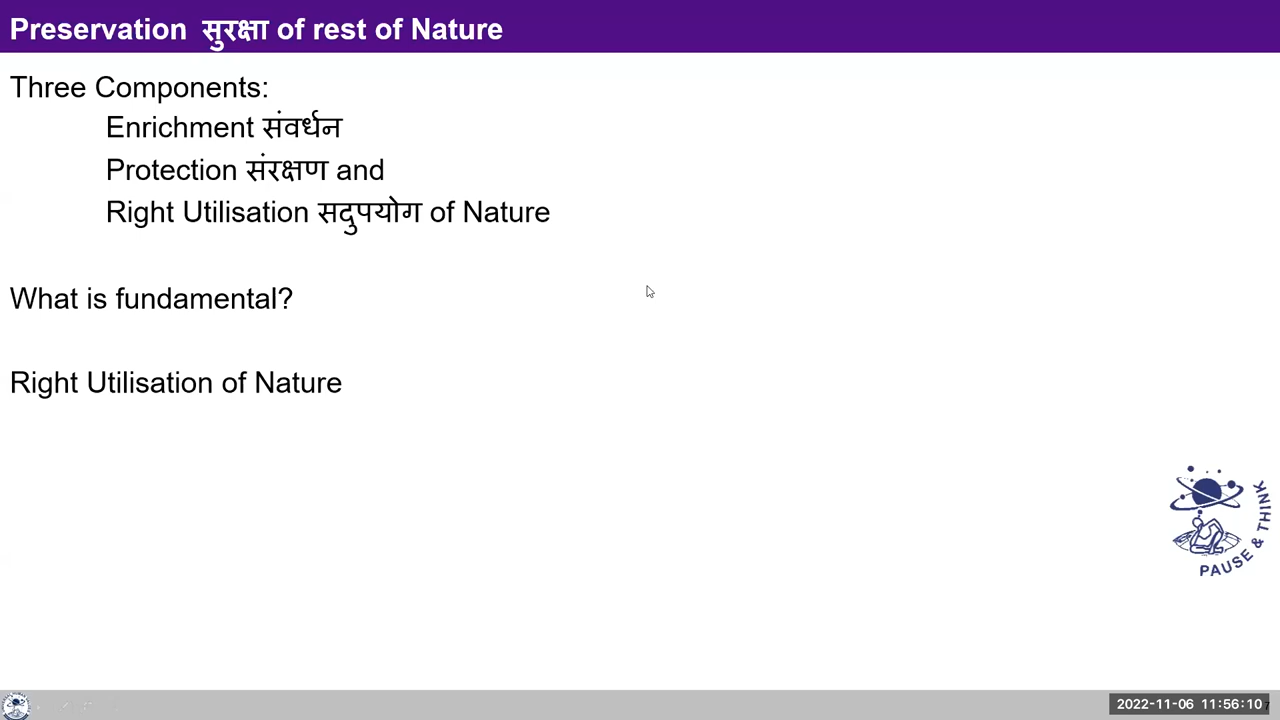 Preservation सुरक्षा of rest of Nature
Three Components:
Enrichment संवर्धन
Protection संरक्षण and
Right Utilisation सदुपयोग of Nature
What is fundamental?
Right Utilisation of Nature
PAUSE & THINK
2022-11-06 11:56:10
7